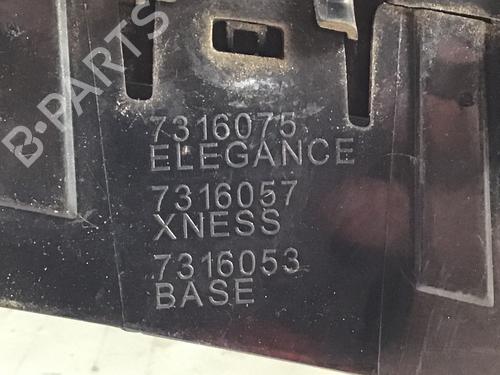 B-PARTS
7316075
ELEGANCE
7316057
XNESS
7316053
BASE